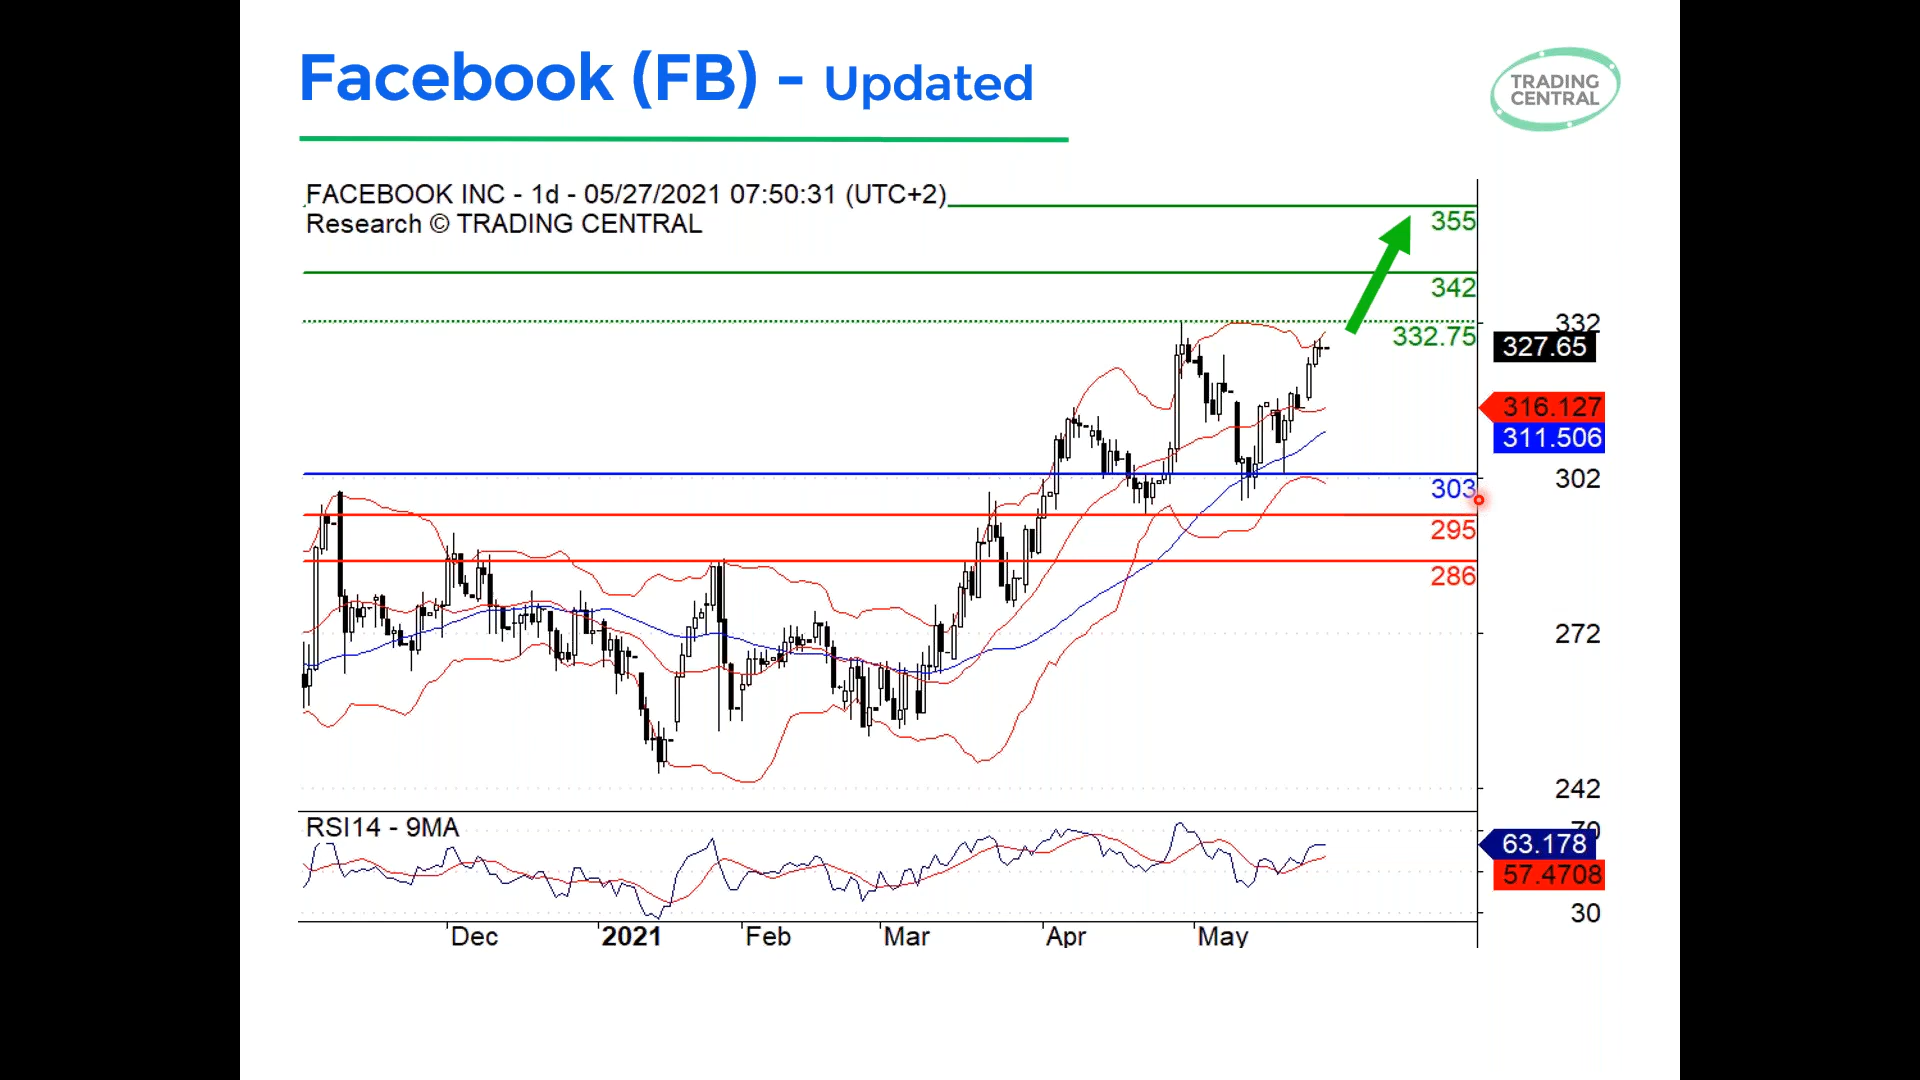 Facebook (FB) - Updated
TRADING
CENTRAL
FACEBOOK INC - 1d - 05/27/2021 07:50:31 (UTC+2)
Research © TRADING CENTRAL
355
342
332.75
332
327.65
316.127
311.506
302
303
295
286
272
242
RSI14 - 9MA
70
63.178
57.4708
30
Dec
2021
Feb
Mar
Apr
May